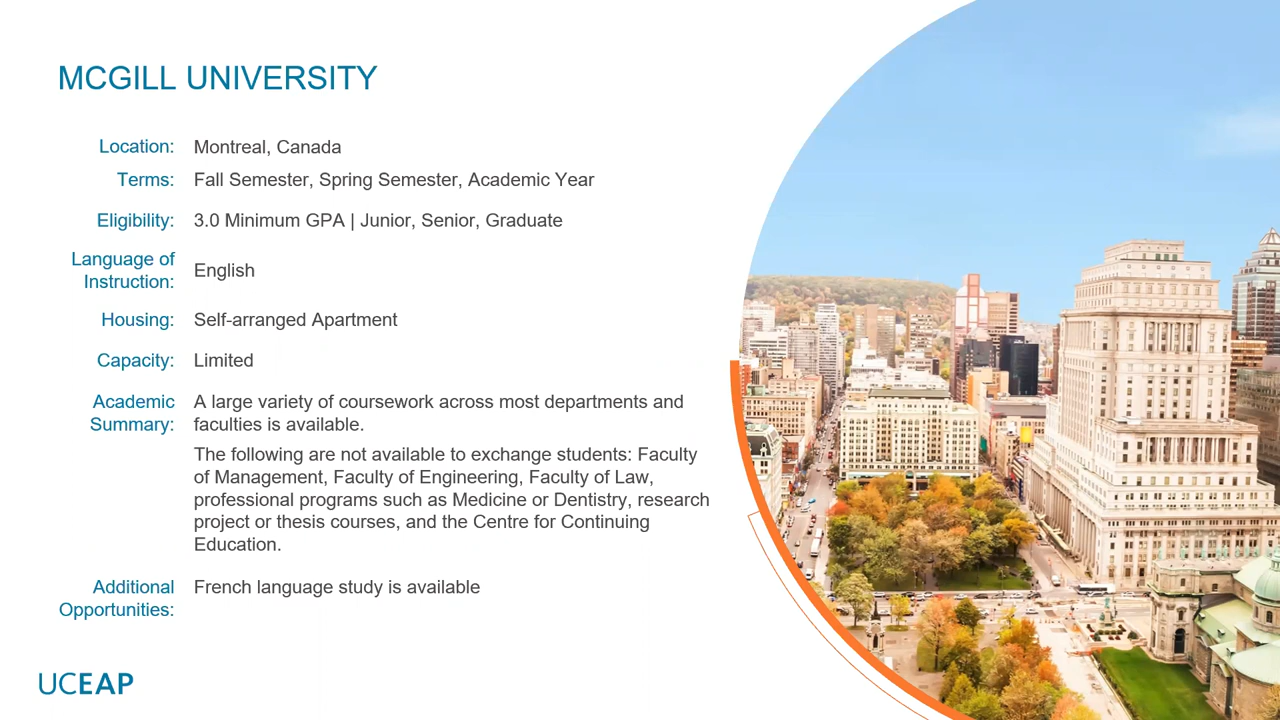 MCGILL UNIVERSITY
Location: Montreal, Canada
Terms: Fall Semester, Spring Semester, Academic Year
Eligibility: 3.0 Minimum GPA | Junior, Senior, Graduate
Language of
Instruction: English
Housing: Self-arranged Apartment
Capacity: Limited
Academic
Summary:
A large variety of coursework across most departments and
faculties is available.
The following are not available to exchange students: Faculty
of Management, Faculty of Engineering, Faculty of Law,
professional programs such as Medicine or Dentistry, research
project or thesis courses, and the Centre for Continuing
Education.
Additional
Opportunities:
French language study is available
UCEAP